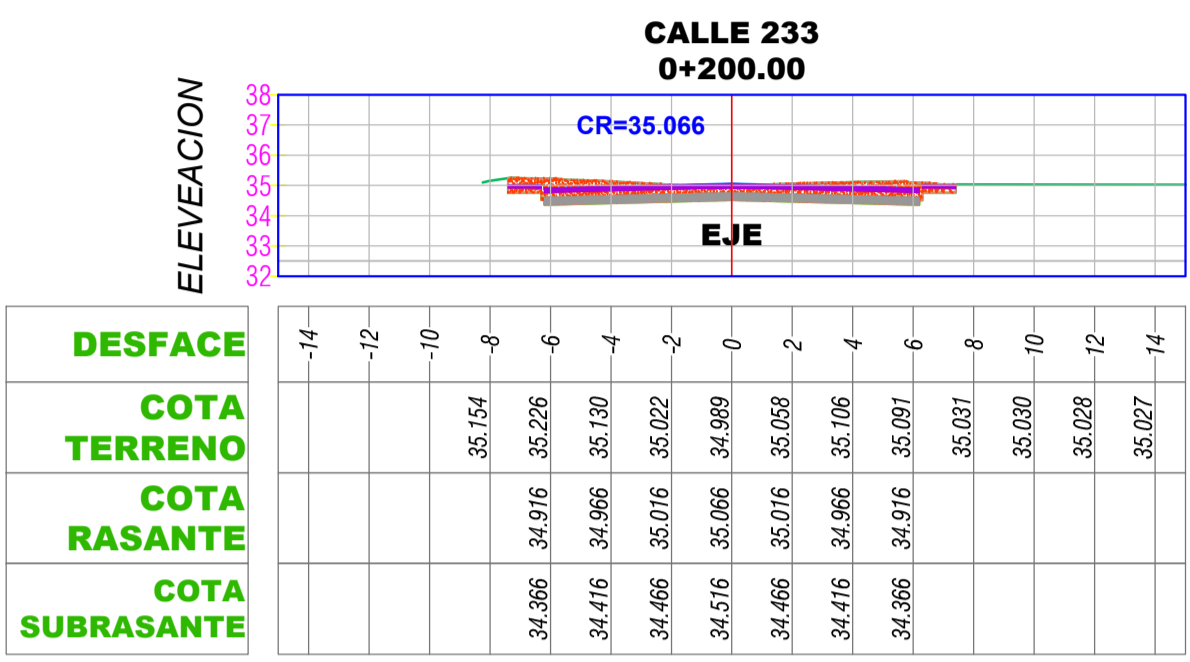 CALLE 233
0+200.00
ELEVEACION
38
37
36
35
34
33
32
CR=35.066
EJE
DESFACE -14 -12 -10 -8 -6 -4 -2 0 2 4 6 8 10 12 14
COTA
TERRENO 35.154 35.226 35.130 35.022 34.989 35.058 35.106 35.091 35.031 35.030 35.028 35.027
COTA
RASANTE 34.916 34.966 35.016 35.066 35.016 34.966 34.916
COTA
SUBRASANTE 34.366 34.416 34.466 34.516 34.466 34.416 34.366